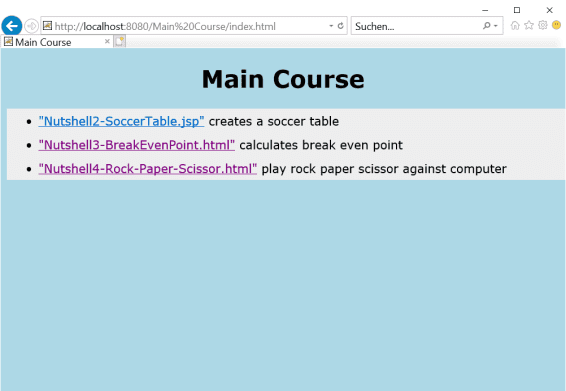 http://localhost:8080/Main%20Course/index.html
Suchen...
Main Course
Main Course
"Nutshell2-SoccerTable.jsp" creates a soccer table
"Nutshell3-BreakEvenPoint.html" calculates break even point
"Nutshell4-Rock-Paper-Scissor.html" play rock paper scissor against computer